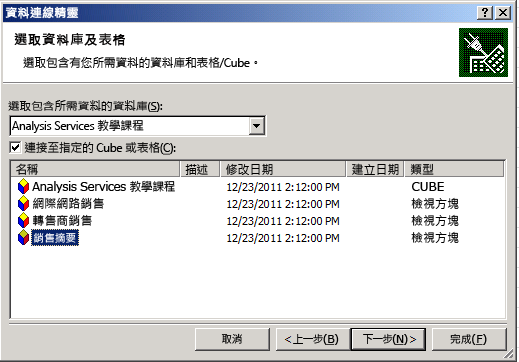 資料連線精靈
選取資料庫及表格
選取包含有您所需資料的資料庫和表格/Cube。
選取包含所需資料的資料庫(S):
Analysis Services 教學課程
連接至指定的 Cube 或表格(C):
名稱 描述 修改日期 建立日期 類型
Analysis Services 教學課程 12/23/2011 2:12:00 PM CUBE
網際網路銷售 12/23/2011 2:12:00 PM 檢視方塊
轉售商銷售 12/23/2011 2:12:00 PM 檢視方塊
銷售摘要 12/23/2011 2:12:00 PM 檢視方塊
取消 <上一步(B) 下一步(N)> 完成(F)